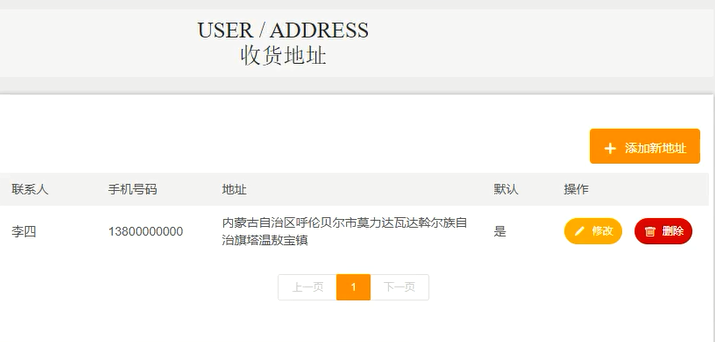 USER / ADDRESS
收货地址
添加新地址
联系人 手机号码 地址 默认 操作
李四 13800000000 内蒙古自治区呼伦贝尔市莫力达瓦达斡尔族自 是 修改 删除
治旗塔温敖宝镇
上一页 1 下一页